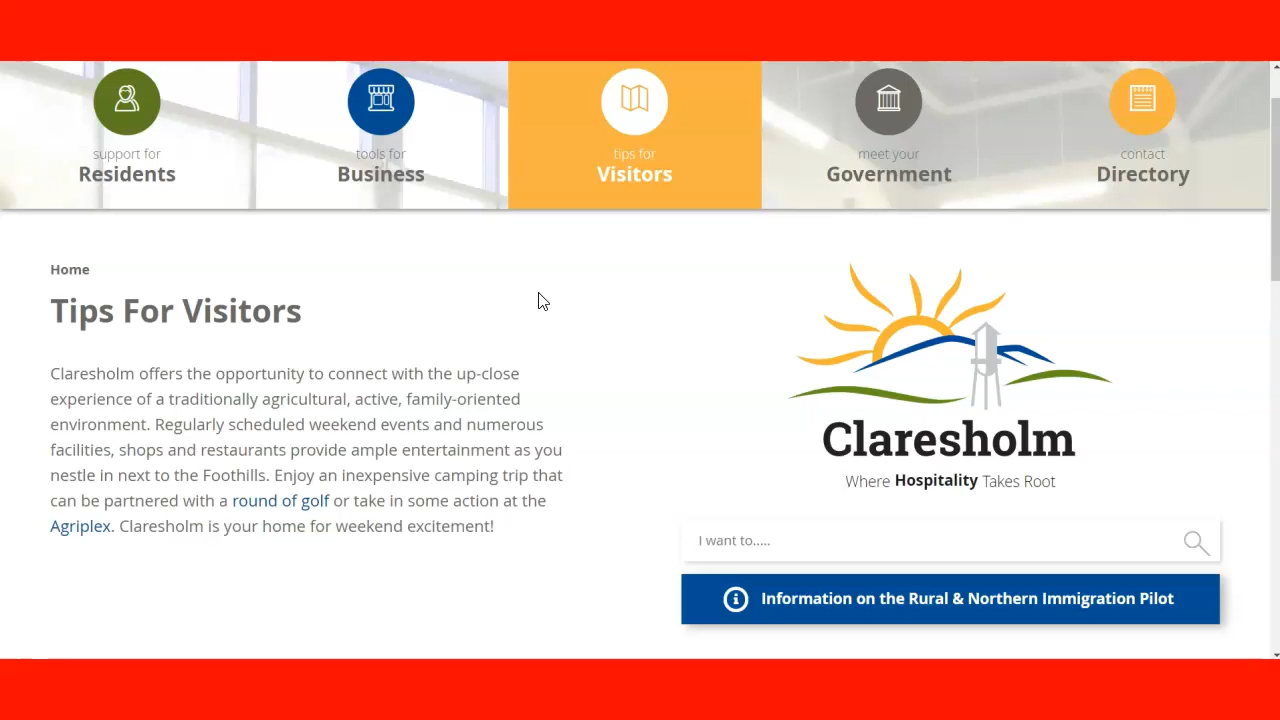 support for
Residents
tools for
Business
tips for
Visitors
meet your
Government
contact
Directory
Home
Tips For Visitors
Claresholm offers the opportunity to connect with the up-close
experience of a traditionally agricultural, active, family-oriented
environment. Regularly scheduled weekend events and numerous
facilities, shops and restaurants provide ample entertainment as you
nestle in next to the Foothills. Enjoy an inexpensive camping trip that
can be partnered with a round of golf or take in some action at the
Agriplex. Claresholm is your home for weekend excitement!
Claresholm
Where Hospitality Takes Root
I want to.....
Information on the Rural & Northern Immigration Pilot